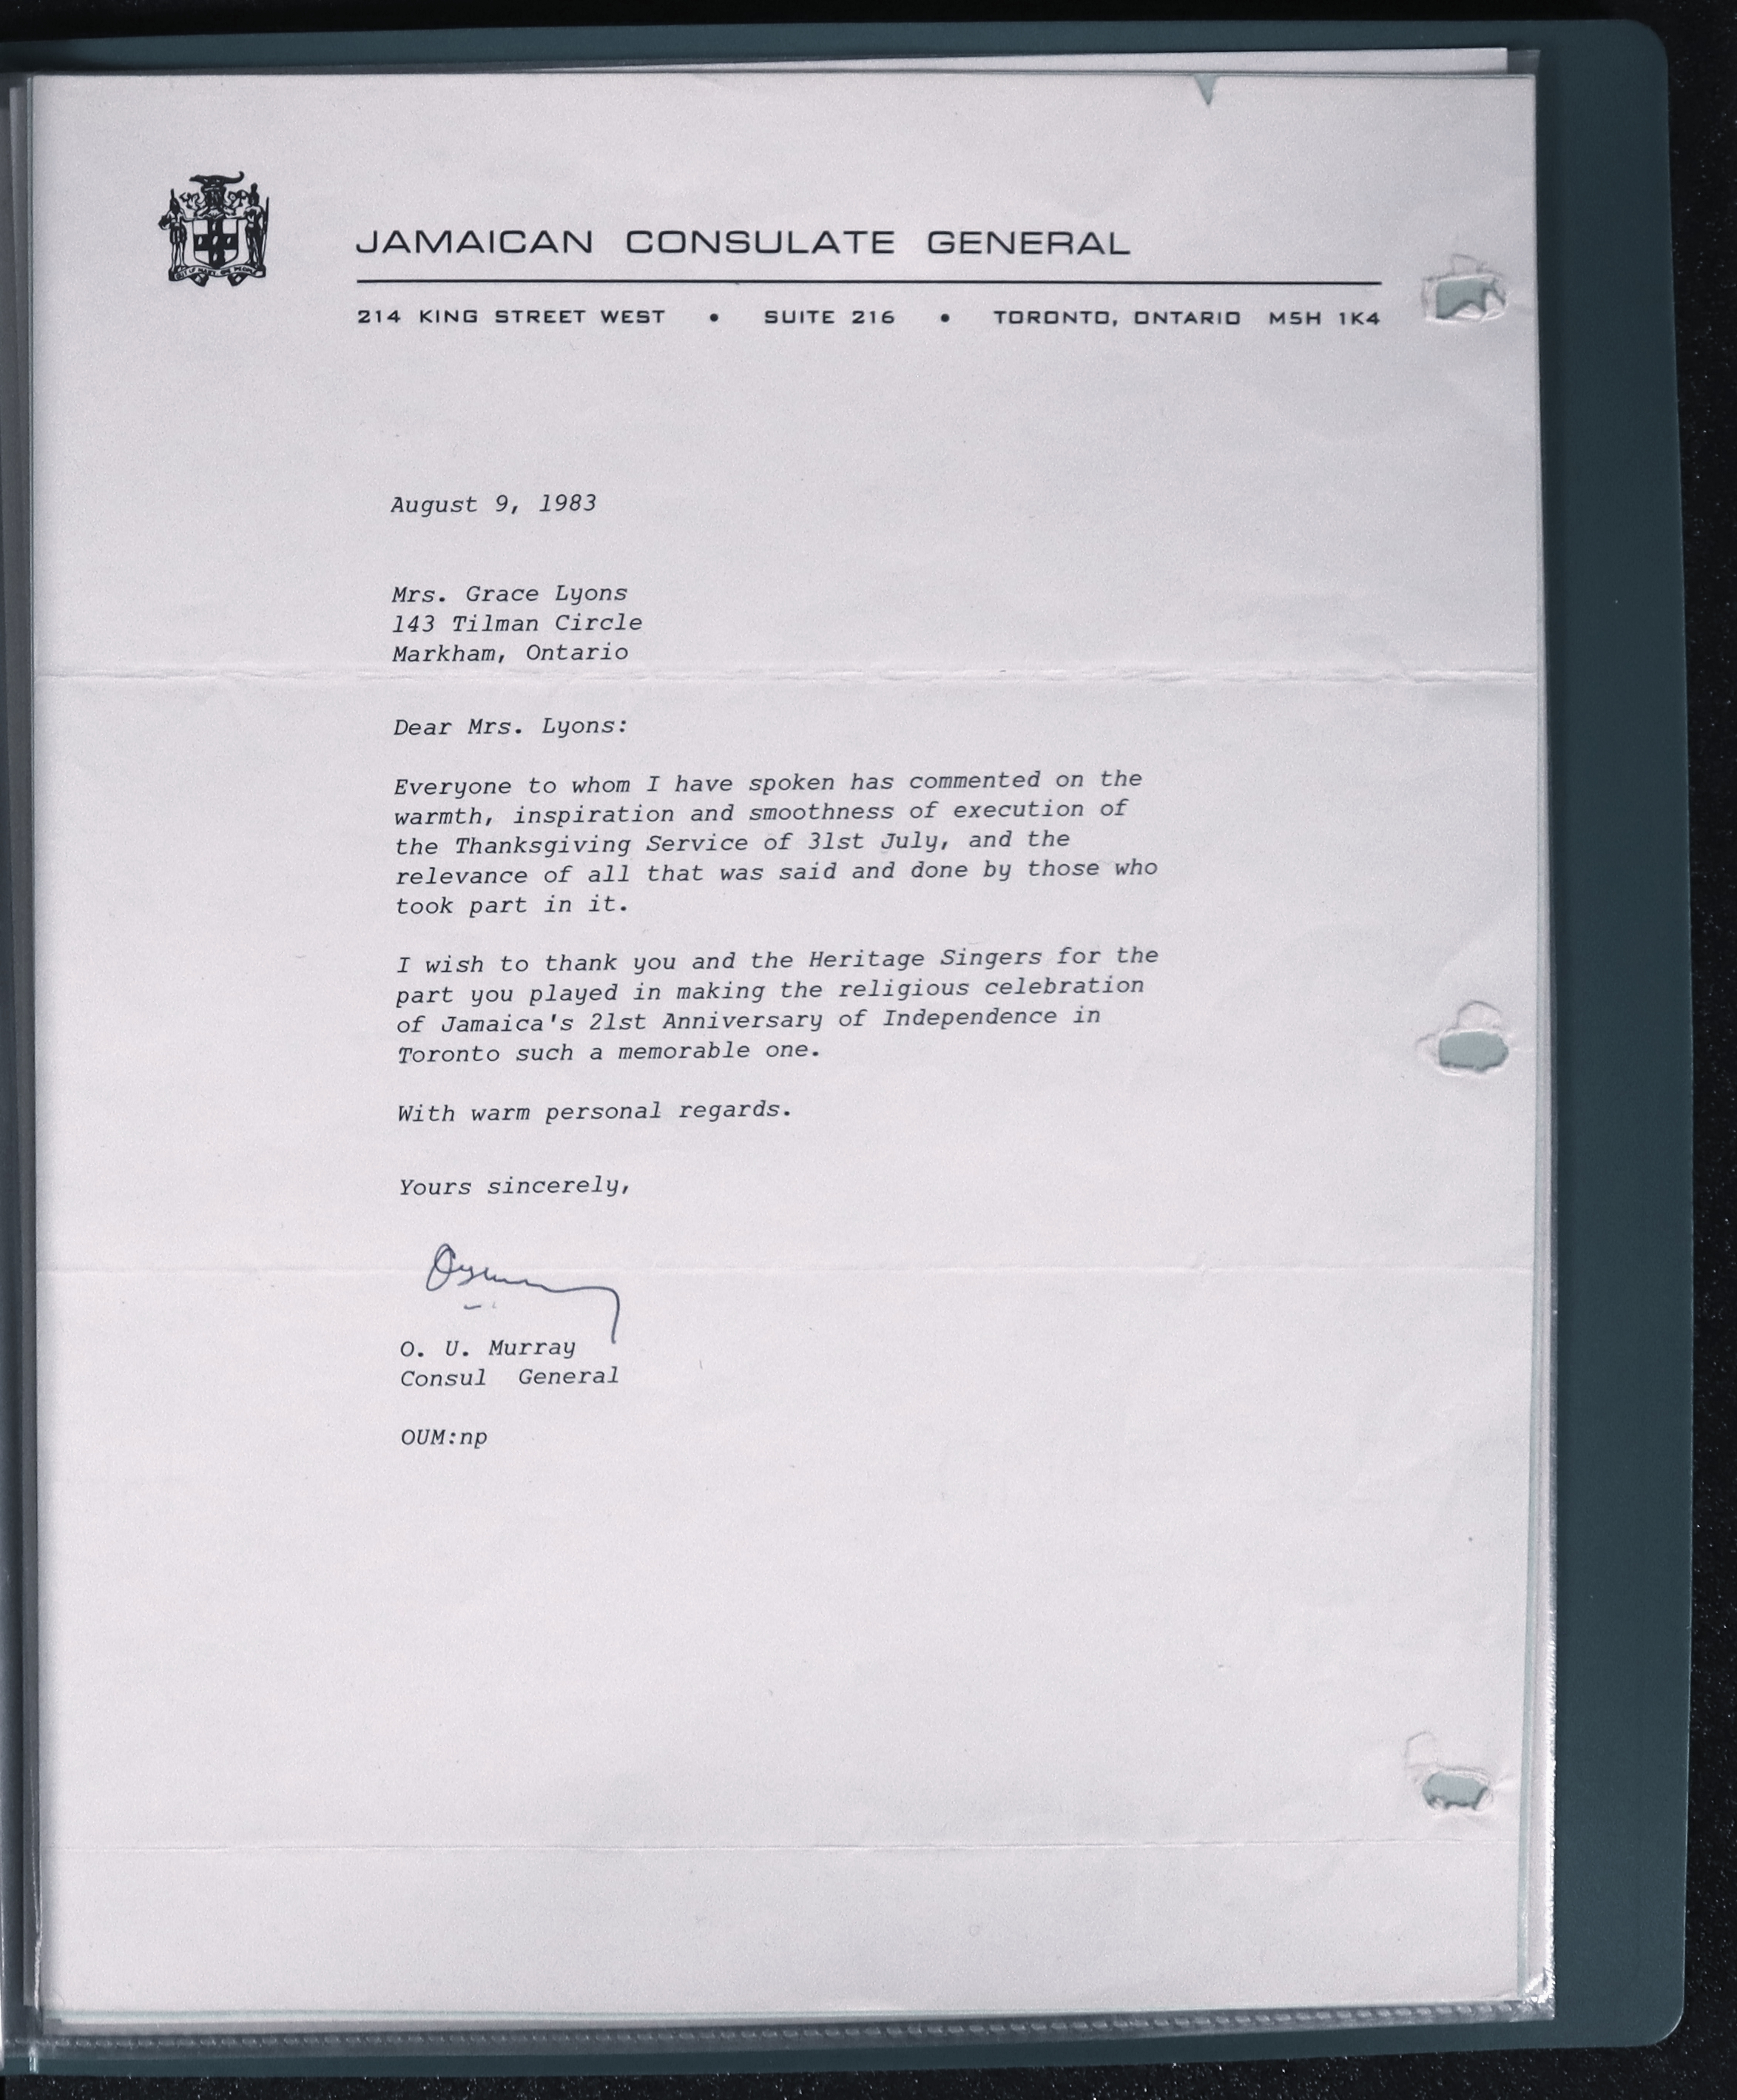 JAMAICAN CONSULATE GENERAL
214 KING STREET WEST • SUITE 216 • TORONTO, ONTARIO M5H 1K4
August 9, 1983
Mrs. Grace Lyons
143 Tilman Circle
Markham, Ontario
Dear Mrs. Lyons:
Everyone to whom I have spoken has commented on the
warmth, inspiration and smoothness of execution of
the Thanksgiving Service of 31st July, and the
relevance of all that was said and done by those who
took part in it.
I wish to thank you and the Heritage Singers for the
part you played in making the religious celebration
of Jamaica's 21st Anniversary of Independence in
Toronto such a memorable one.
With warm personal regards.
Yours sincerely,
O. U. Murray
Consul General
OUM:np